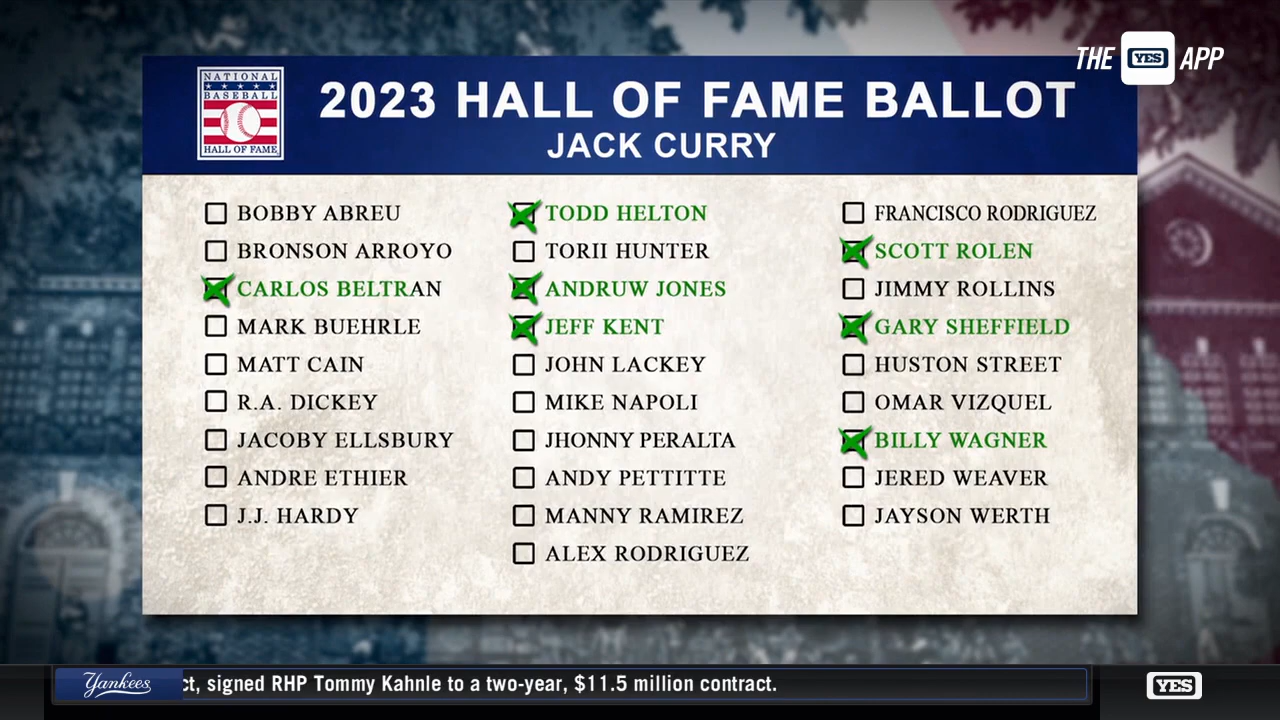 THE YES APP
NATIONAL
BASEBALL
HALL OF FAME
2023 HALL OF FAME BALLOT
JACK CURRY
BOBBY ABREU
BRONSON ARROYO
CARLOS BELTRAN
MARK BUEHRLE
MATT CAIN
R.A. DICKEY
JACOBY ELLSBURY
ANDRE ETHIER
J.J. HARDY
TODD HELTON
TORII HUNTER
ANDRUW JONES
JEFF KENT
JOHN LACKEY
MIKE NAPOLI
JHONNY PERALTA
ANDY PETTITTE
MANNY RAMIREZ
ALEX RODRIGUEZ
FRANCISCO RODRIGUEZ
SCOTT ROLEN
JIMMY ROLLINS
GARY SHEFFIELD
HUSTON STREET
OMAR VIZQUEL
BILLY WAGNER
JERED WEAVER
JAYSON WERTH
Yankees ct, signed RHP Tommy Kahnle to a two-year, $11.5 million contract.
YES